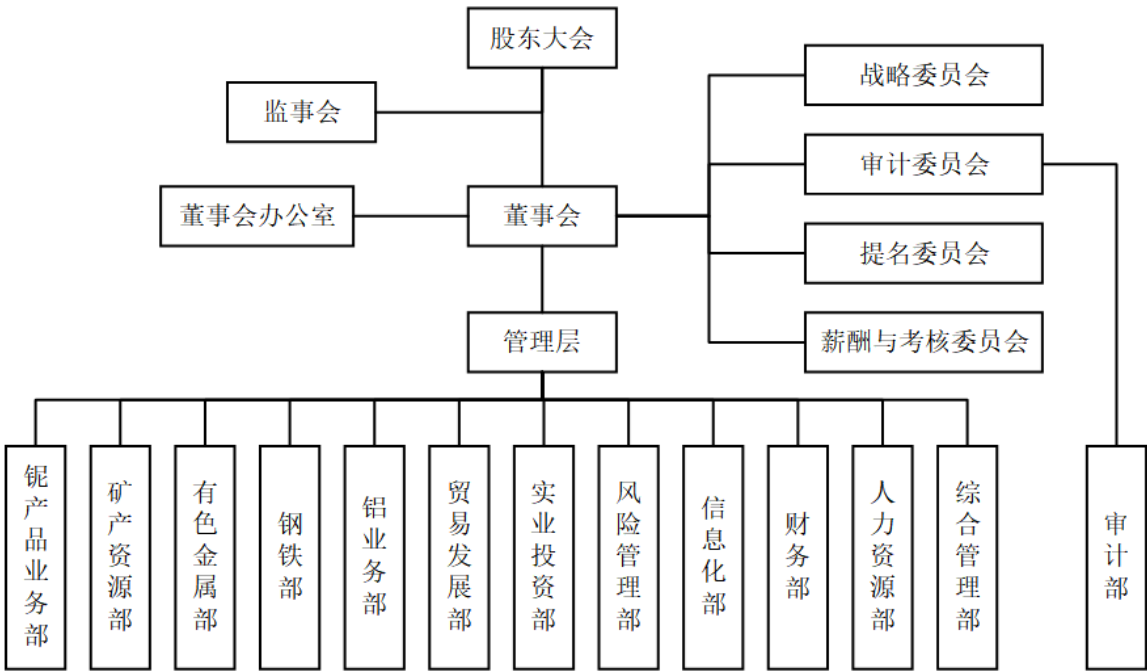 股东大会
战略委员会
监事会
审计委员会
董事会办公室
董事会
提名委员会
管理层
薪酬与考核委员会
铌产品业务部
矿产资源部
有色金属部
钢铁部
铝业务部
贸易发展部
实业投资部
风险管理部
信息化部
财务部
人力资源部
综合管理部
审计部